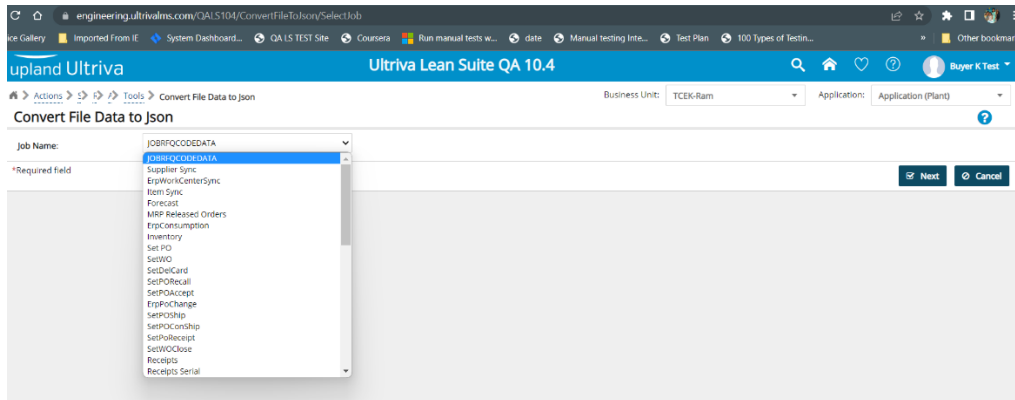 engineering.ultrivalms.com/QALS104/ConvertFileToJson/SelectJob
ice Gallery Imported From IE System Dashboard... QA LS TEST Site Coursera Run manual tests w... date Manual testing Inte... Test Plan 100 Types of Testin... » Other bookmar
upland Ultriva Ultriva Lean Suite QA 10.4 Buyer K Test
Actions > S > F > / > Tools > Convert File Data to Json Business Unit: TCEK-Ram Application: Application (Plant)
Convert File Data to Json
Job Name: JOBRFQCODEDATA
JOBRFQCODEDATA
*Required field Supplier Sync Next Cancel
ErpWorkCenterSync
Item Sync
Forecast
MRP Released Orders
ErpConsumption
Inventory
Set PO
SetWO
SetDelCard
SetPORecall
SetPOAccept
ErpPoChange
SetPOShip
SetPOConShip
SetPoReceipt
SetWOClose
Receipts
Receipts Serial